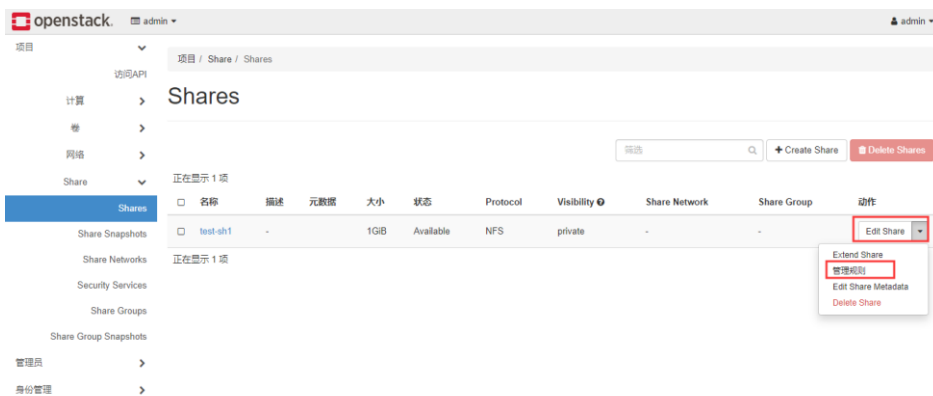 openstack. admin admin
项目
访问API
计算
卷
网络
Share
Shares
Share Snapshots
Share Networks
Security Services
Share Groups
Share Group Snapshots
管理员
身份管理
项目 / Share / Shares
Shares
筛选 + Create Share Delete Shares
正在显示 1 项
名称 描述 元数据 大小 状态 Protocol Visibility Share Network Share Group 动作
test-sh1 - 1GiB Available NFS private - - Edit Share
正在显示 1 项
Extend Share
管理规则
Edit Share Metadata
Delete Share